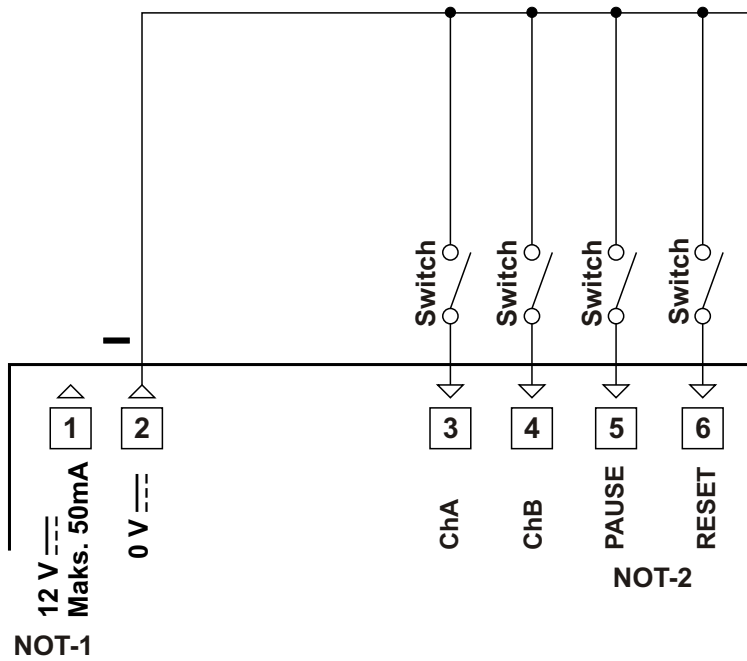 Switch
Switch
Switch
Switch
1
2
3
4
5
6
12 V
Maks. 50mA
0 V
ChA
ChB
PAUSE
RESET
NOT-2
NOT-1